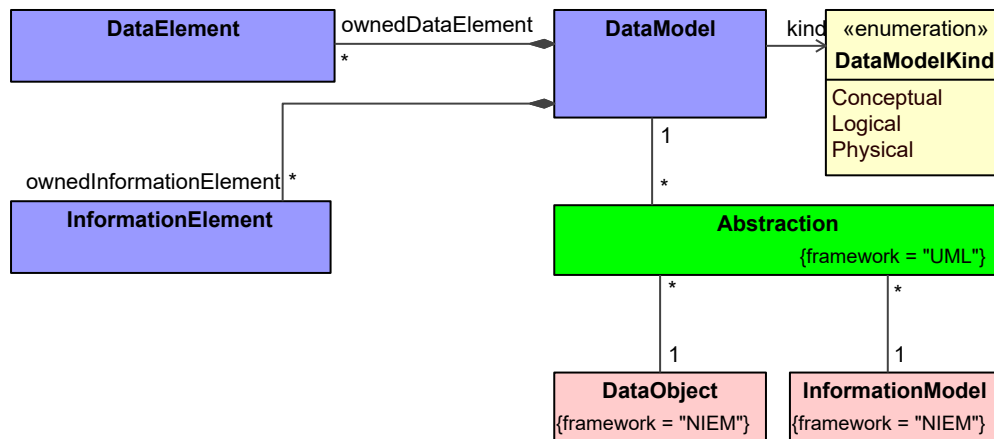 DataElement
ownedDataElement
*
DataModel
kind
«enumeration»
DataModelKind
Conceptual
Logical
Physical
1
*
ownedInformationElement
*
InformationElement
Abstraction
{framework = "UML"}
*
*
1
1
DataObject
{framework = "NIEM"}
InformationModel
{framework = "NIEM"}